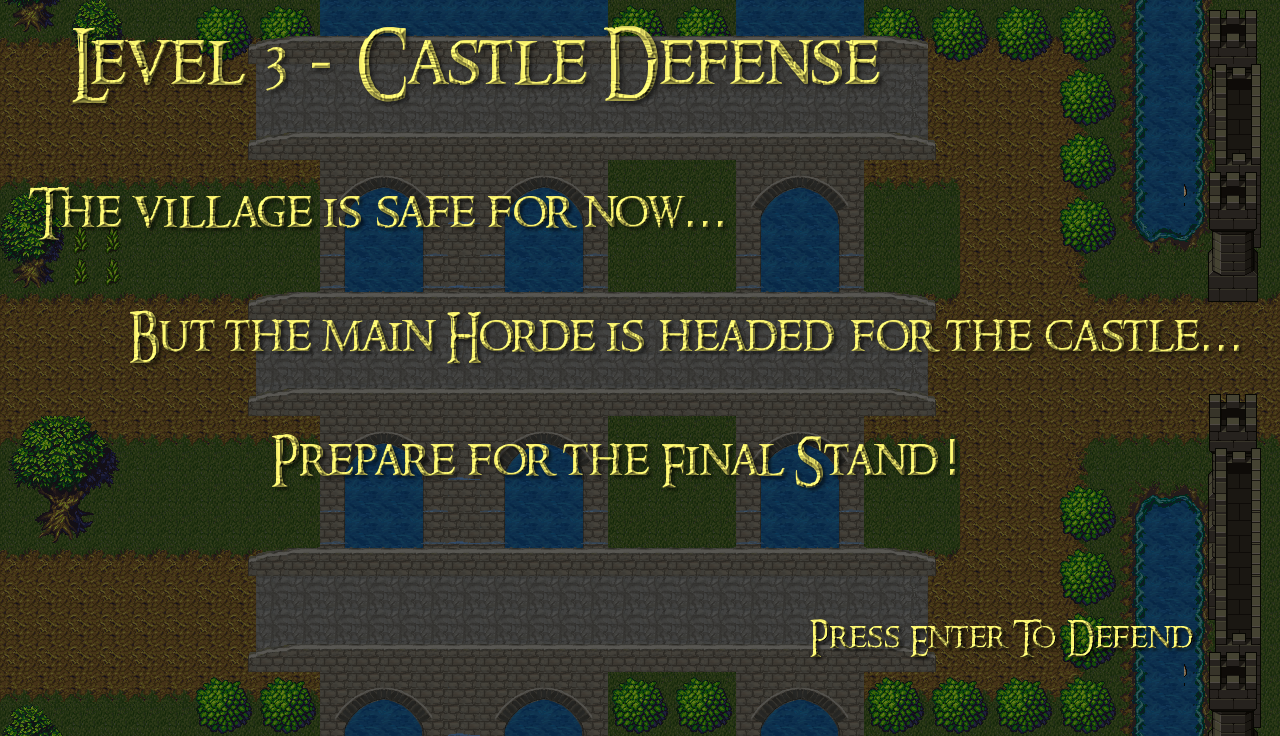 Level 3 - Castle Defense
The village is safe for now...
But the main Horde is headed for the castle...
Prepare for the Final Stand!
Press Enter To Defend